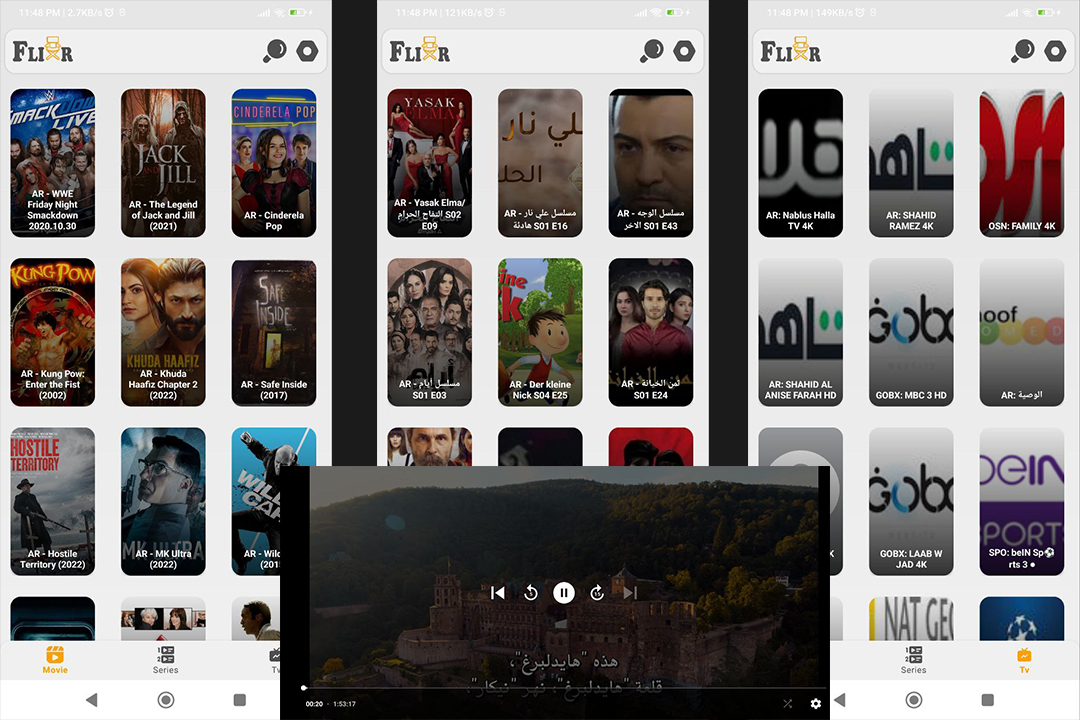 11:48 PM | 2.7KB/s
FLIXR
SMACKDOWN
LIVE
AR - WWE
Friday Night
Smackdown
2020.10.30
JACK
AND
JILL
AR - The Legend
of Jack and Jill
(2021)
CINDERELA POP
AR - Cinderela
Pop
KUNG POW
AR - Kung Pow:
Enter the Fist
(2002)
KHUDA HAAFIZ
AR - Khuda
Haafiz Chapter 2
(2022)
SAFE
INSIDE
AR - Safe Inside
(2017)
HOSTILE
TERRITORY
AR - Hostile
Territory (2022)
MK ULTRA
AR - MK Ultra
(2022)
AR - Wild
Movie
Series
Tv
11:48 PM | 121KB/s
FLIXR
YASAK
ELMA
AR - Yasak Elma/
التفاح الحرام S02
E09
علي نار
AR - مسلسل علي نار
هادئة S01 E16
AR - مسلسل الوجه
الاخر S01 E43
أيام
AR - مسلسل أيام
S01 E03
AR - Der kleine
Nick S04 E25
AR - ثمن الخيانة
S01 E24
11:48 PM | 149KB/s
FLIXR
AR: Nablus Halla
TV 4K
AR: SHAHID
RAMEZ 4K
OSN: FAMILY 4K
AR: SHAHID AL
ANISE FARAH HD
GOBX: MBC 3 HD
AR: الوصية
GOBX: LAAB W
JAD 4K
beIN
SPORTS
SPO: beIN Sp⚽
rts 3 ●
NAT GEO
Series
Tv
هذه "هايدلبرغ"،
قلعة "هايدلبرغ"، نهر "نيكار"،
00:20 - 1:53:17